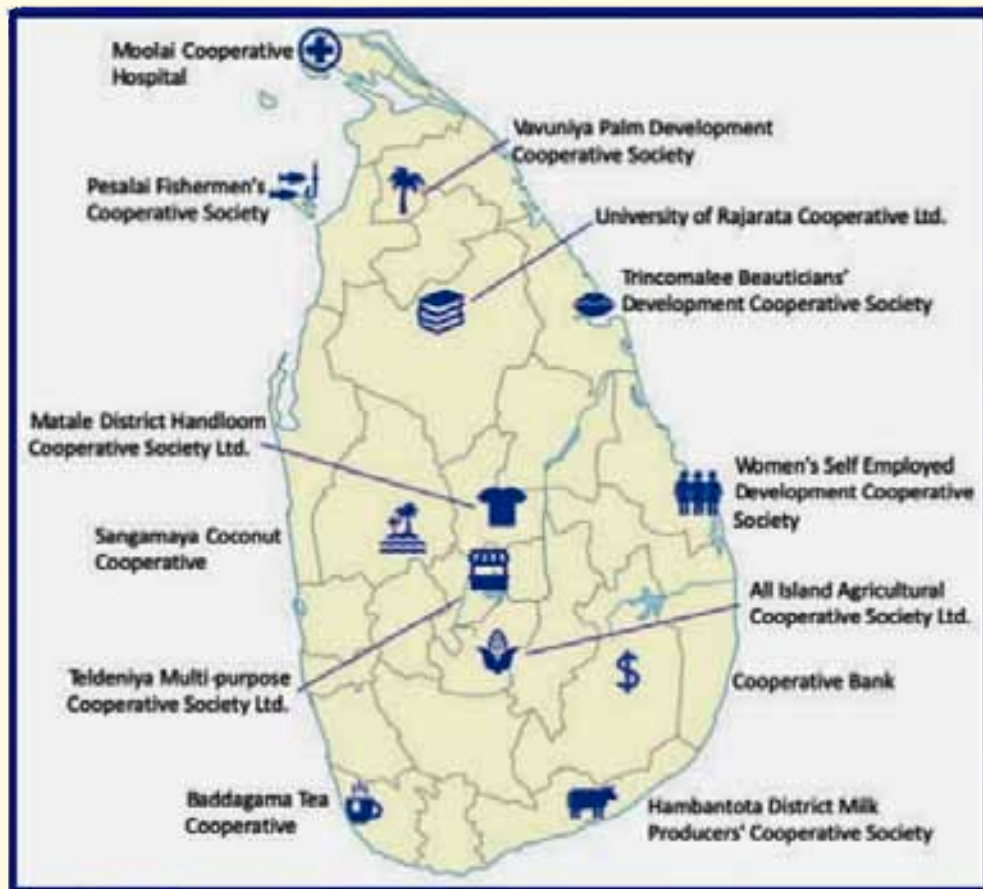 Moolai Cooperative
Hospital
Vavuniya Palm Development
Cooperative Society
Pesalai Fishermen's
Cooperative Society
University of Rajarata Cooperative Ltd.
Trincomalee Beauticians'
Development Cooperative Society
Matale District Handloom
Cooperative Society Ltd.
Women's Self Employed
Development Cooperative
Society
Sangamaya Coconut
Cooperative
All Island Agricultural
Cooperative Society Ltd.
Teldeniya Multi-purpose
Cooperative Society Ltd.
$
Cooperative Bank
Baddagama Tea
Cooperative
Hambantota District Milk
Producers' Cooperative Society